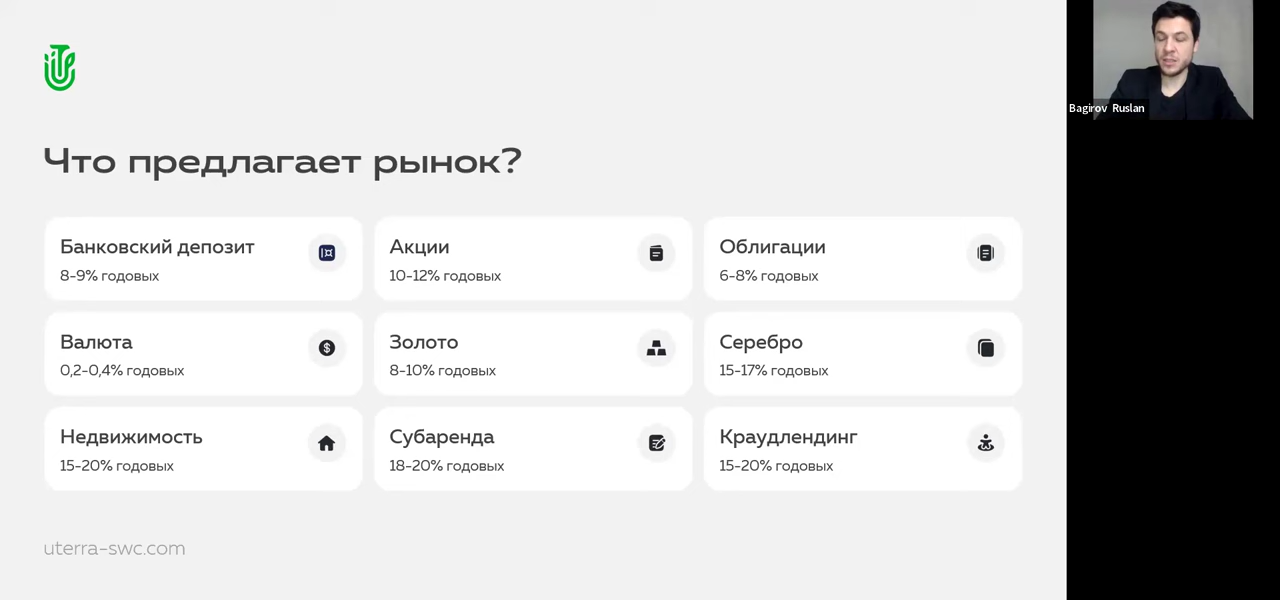 Что предлагает рынок?
Банковский депозит
8-9% годовых
Акции
10-12% годовых
Облигации
6-8% годовых
Валюта
0,2-0,4% годовых
Золото
8-10% годовых
Серебро
15-17% годовых
Недвижимость
15-20% годовых
Субаренда
18-20% годовых
Краудлендинг
15-20% годовых
uterra-swc.com
Bagirov Ruslan